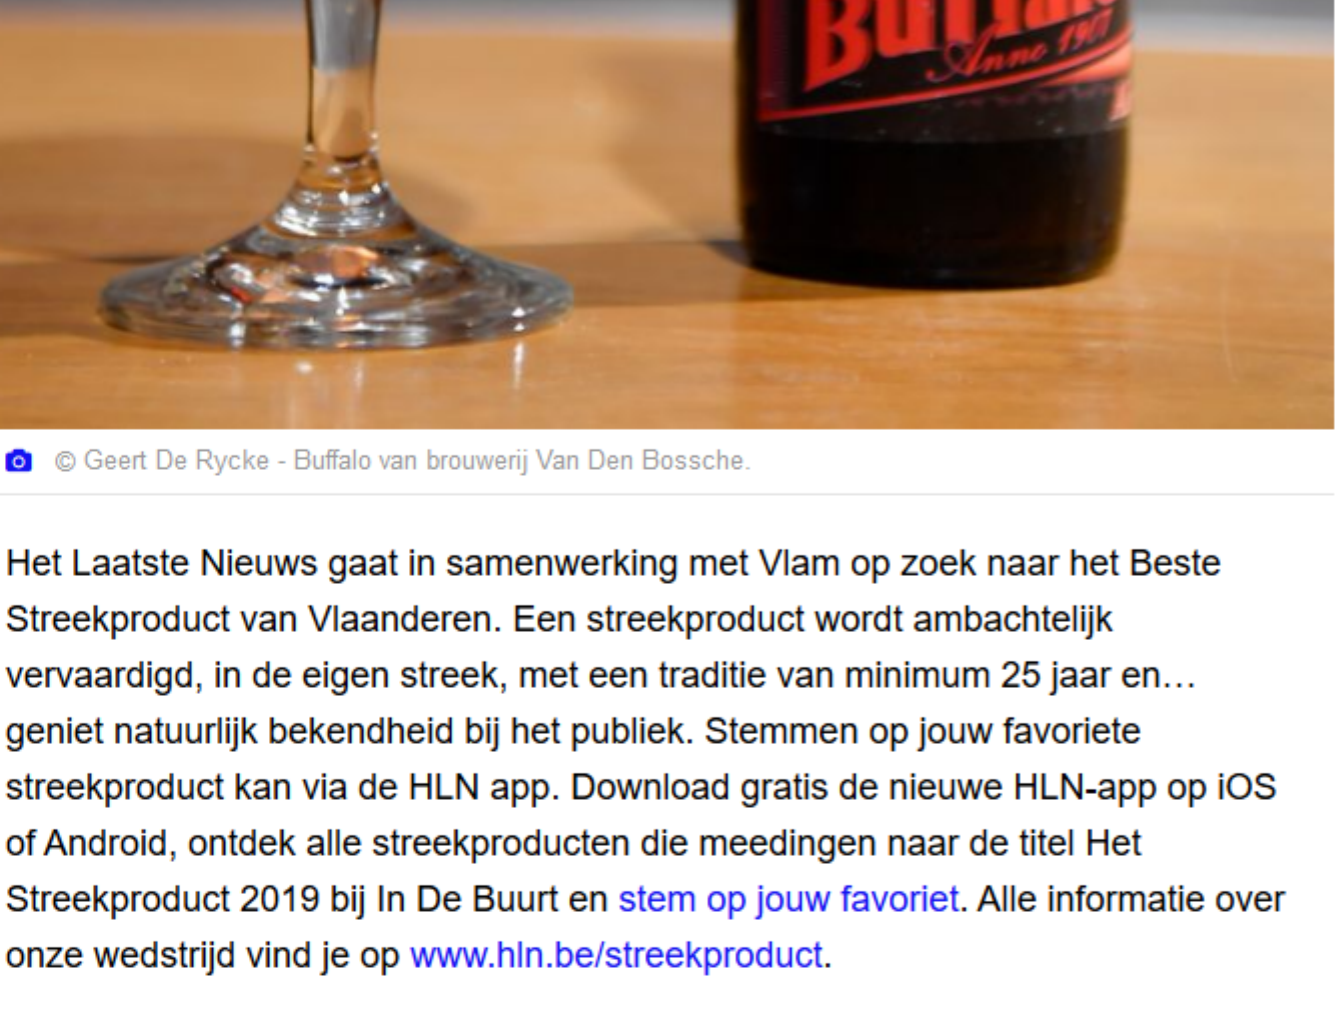 Buffalo
Anno 1907
© Geert De Rycke - Buffalo van brouwerij Van Den Bossche.
Het Laatste Nieuws gaat in samenwerking met Vlam op zoek naar het Beste
Streekproduct van Vlaanderen. Een streekproduct wordt ambachtelijk
vervaardigd, in de eigen streek, met een traditie van minimum 25 jaar en…
geniet natuurlijk bekendheid bij het publiek. Stemmen op jouw favoriete
streekproduct kan via de HLN app. Download gratis de nieuwe HLN-app op iOS
of Android, ontdek alle streekproducten die meedingen naar de titel Het
Streekproduct 2019 bij In De Buurt en stem op jouw favoriet. Alle informatie over
onze wedstrijd vind je op www.hln.be/streekproduct.